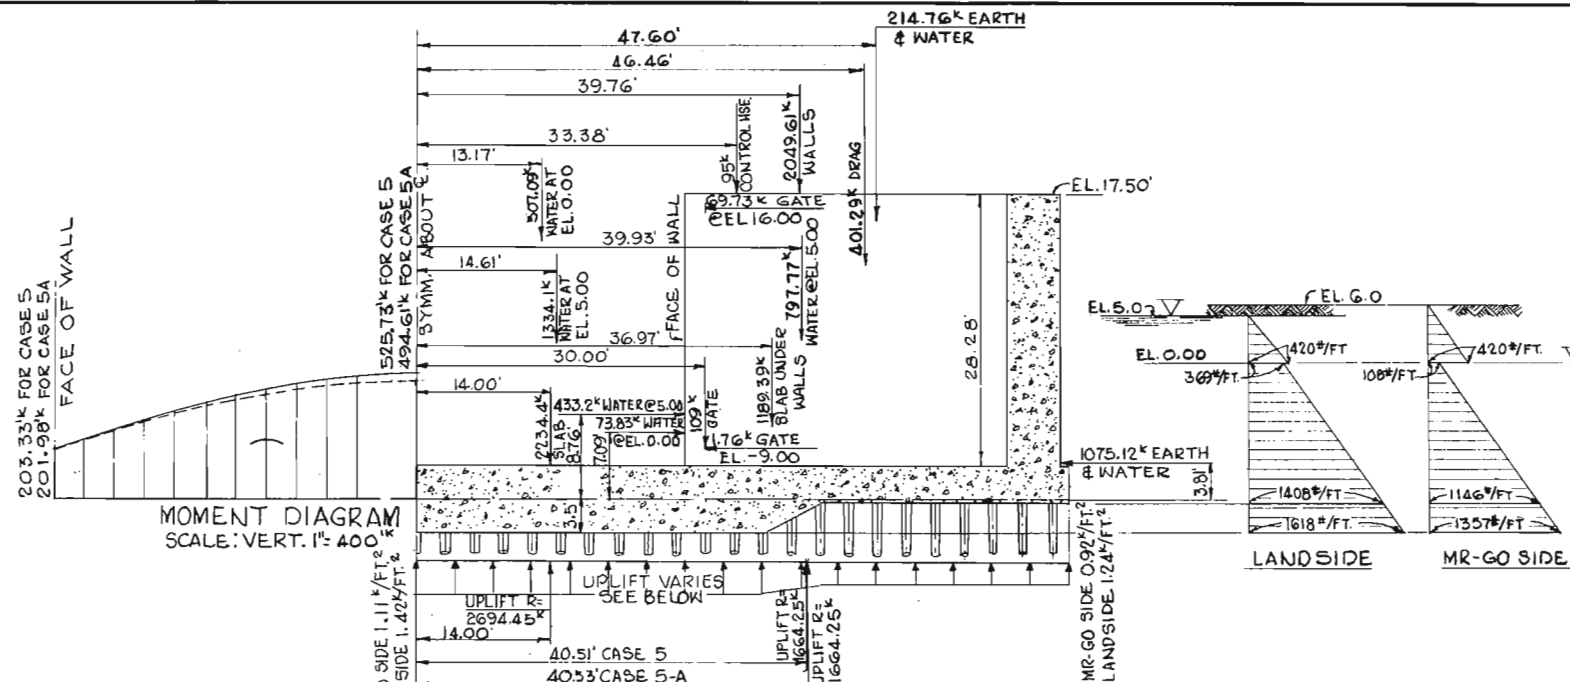 214.76ᵏ EARTH
& WATER
47.60'
46.46'
39.76'
33.38'
13.17'
95ᵏ
CONTROL HSE.
2049.61ᵏ
WALLS
507.09ᵏ
WATER AT
EL.0.00
525.73'ᵏ FOR CASE 5
494.61'ᵏ FOR CASE 5A
SYMM. ABOUT ℄
69.73ᵏ GATE
@EL.16.00
401.29ᵏ DRAG
EL.17.50'
FACE OF WALL
39.93'
14.61'
1334.1ᵏ
WATER AT
EL.5.00
797.77ᵏ
WATER@EL.5.00
203.33'ᵏ FOR CASE 5
201.98'ᵏ FOR CASE 5A
FACE OF WALL
36.97'
30.00'
14.00'
28.28'
1189.39ᵏ
SLAB UNDER
WALLS
2234.4ᵏ
SLAB
433.2ᵏ WATER@5.00
8.76'
73.83ᵏ WATER
@EL.0.00
7.09'
109ᵏ
GATE
1.76ᵏ GATE
EL.-9.00
3.5'
1075.12ᵏ EARTH
& WATER
3.81'
EL.5.0
EL.6.0
EL.0.00
420#/FT
369#/FT.
420#/FT.
108#/FT
1408#/FT
1618#/FT.
1146#/FT
1357#/FT
LANDSIDE
MR-GO SIDE
MOMENT DIAGRAM
SCALE: VERT. 1"= 400'ᵏ
UPLIFT VARIES
SEE BELOW
UPLIFT R=
2694.45ᵏ
14.00'
SIDE 1.11ᵏ/FT.²
SIDE 1.42ᵏ/FT.²
UPLIFT R=
1664.25ᵏ
UPLIFT R=
1664.25ᵏ
MR-GO SIDE 0.92ᵏ/FT²
LANDSIDE 1.24ᵏ/FT.²
40.51' CASE 5
40.53' CASE 5-A